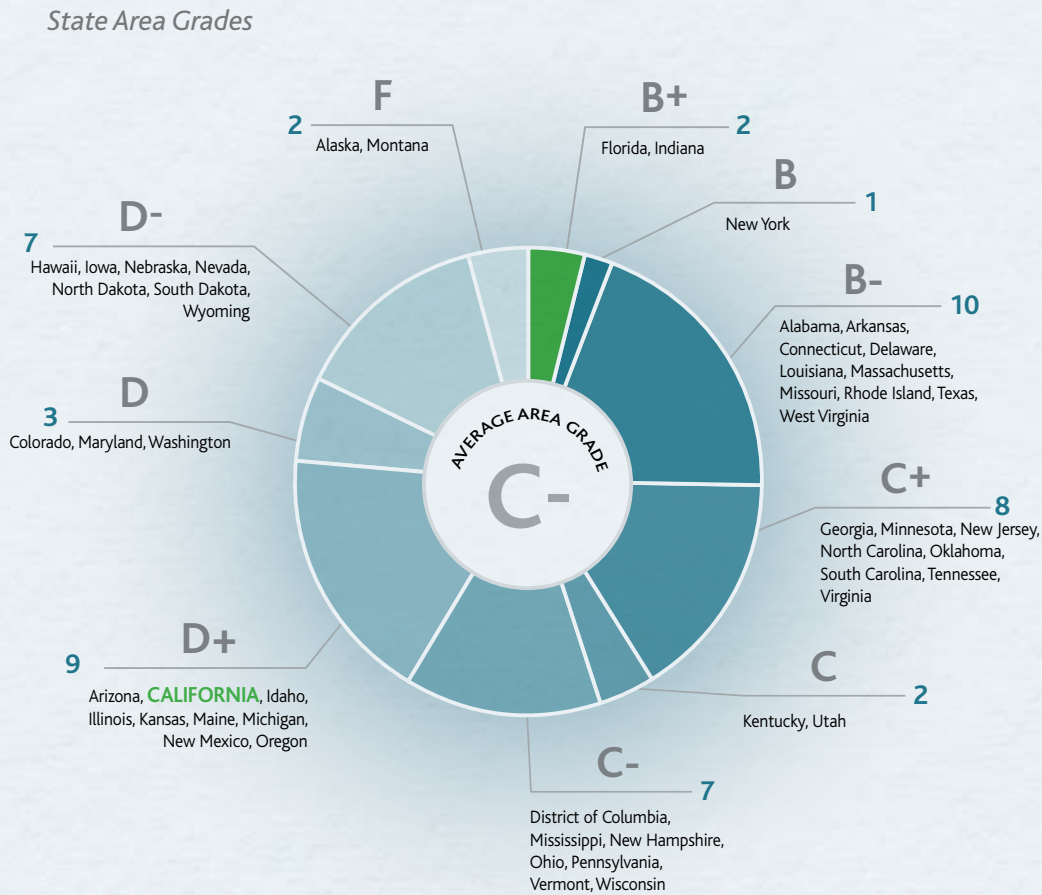 State Area Grades
F
2
Alaska, Montana
B+
2
Florida, Indiana
B
1
New York
B-
10
Alabama, Arkansas,
Connecticut, Delaware,
Louisiana, Massachusetts,
Missouri, Rhode Island, Texas,
West Virginia
C+
8
Georgia, Minnesota, New Jersey,
North Carolina, Oklahoma,
South Carolina, Tennessee,
Virginia
C
2
Kentucky, Utah
C-
7
District of Columbia,
Mississippi, New Hampshire,
Ohio, Pennsylvania,
Vermont, Wisconsin
D+
9
Arizona, CALIFORNIA, Idaho,
Illinois, Kansas, Maine, Michigan,
New Mexico, Oregon
D
3
Colorado, Maryland, Washington
D-
7
Hawaii, Iowa, Nebraska, Nevada,
North Dakota, South Dakota,
Wyoming
AVERAGE AREA GRADE
C-